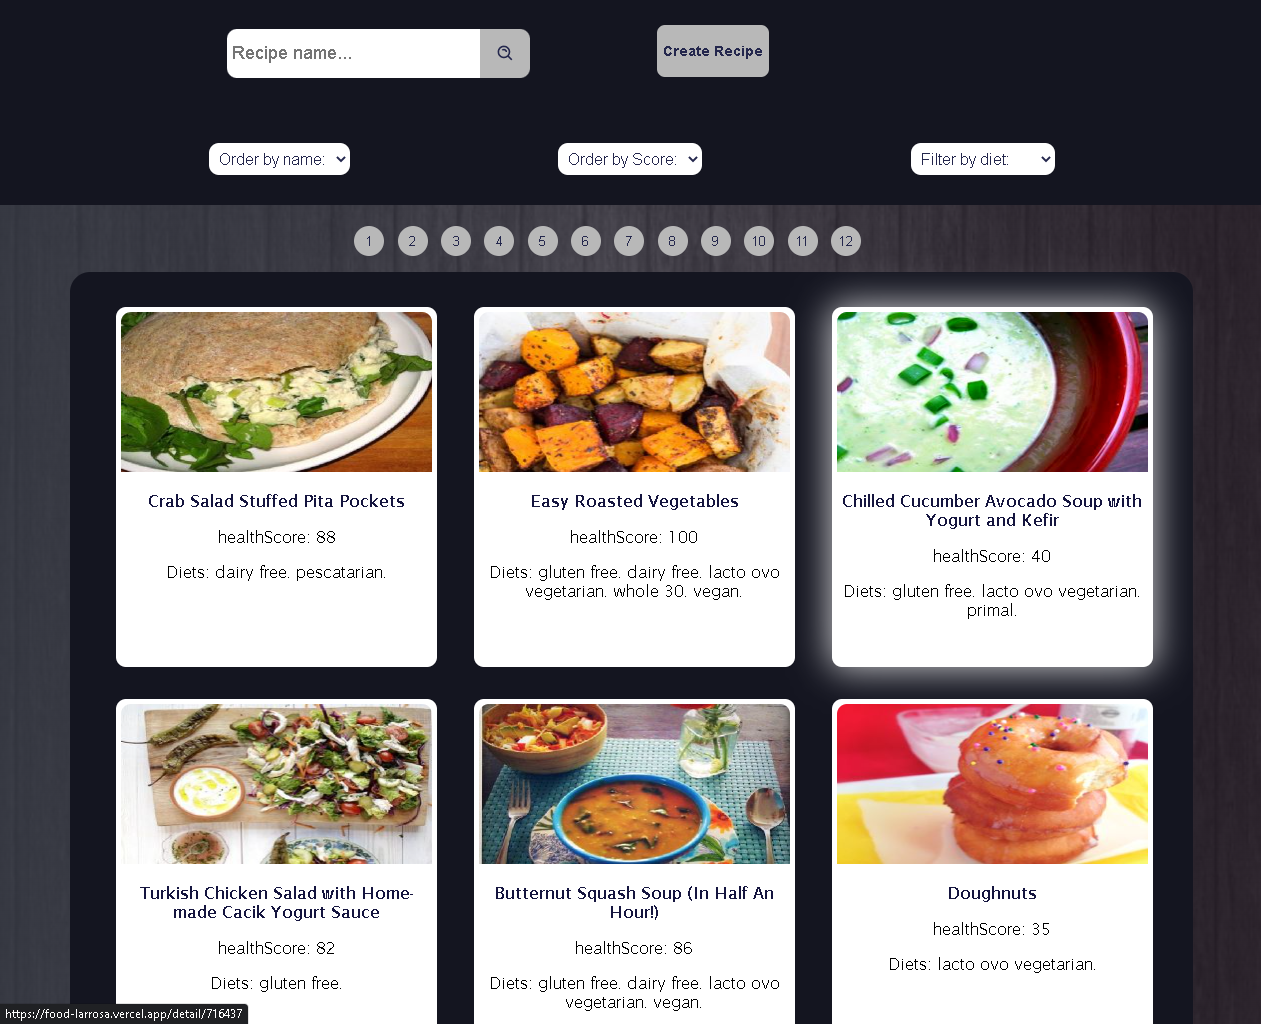 Recipe name...
Create Recipe
Order by name:
Order by Score:
Filter by diet:
1 2 3 4 5 6 7 8 9 10 11 12
Crab Salad Stuffed Pita Pockets
healthScore: 88
Diets: dairy free. pescatarian.
Easy Roasted Vegetables
healthScore: 100
Diets: gluten free. dairy free. lacto ovo
vegetarian. whole 30. vegan.
Chilled Cucumber Avocado Soup with
Yogurt and Kefir
healthScore: 40
Diets: gluten free. lacto ovo vegetarian.
primal.
Turkish Chicken Salad with Home-
made Cacik Yogurt Sauce
healthScore: 82
Diets: gluten free.
Butternut Squash Soup (In Half An
Hour!)
healthScore: 86
Diets: gluten free. dairy free. lacto ovo
vegetarian. vegan.
Doughnuts
healthScore: 35
Diets: lacto ovo vegetarian.
https://food-larrosa.vercel.app/detail/716437